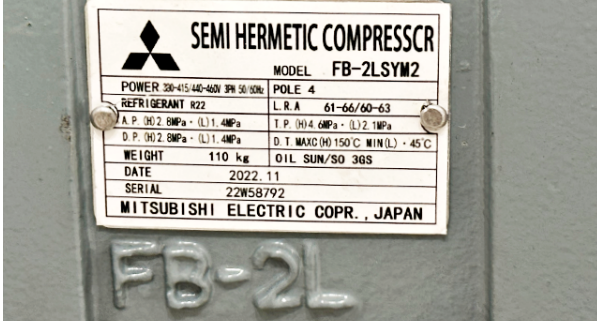 SEMI HERMETIC COMPRESSCR
MODEL FB-2LSYM2
POWER 380-415/440-460V 3PH 50/60Hz POLE 4
REFRIGERANT R22 L.R.A 61-66/60-63
A.P.(H)2.8MPa·(L)1.4MPa T.P.(H)4.6MPa·(L)2.1MPa
D.P.(H)2.8MPa·(L)1.4MPa D.T.MAXC(H)150℃ MIN(L)·45℃
WEIGHT 110 kg OIL SUN/SO 3GS
DATE 2022.11
SERIAL 22W58792
MITSUBISHI ELECTRIC COPR., JAPAN
FB-2L